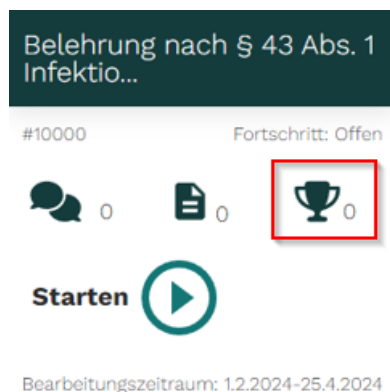 Belehrung nach § 43 Abs. 1
Infektio...
#10000 Fortschritt: Offen
0 0 0
Starten
Bearbeitungszeitraum: 1.2.2024-25.4.2024